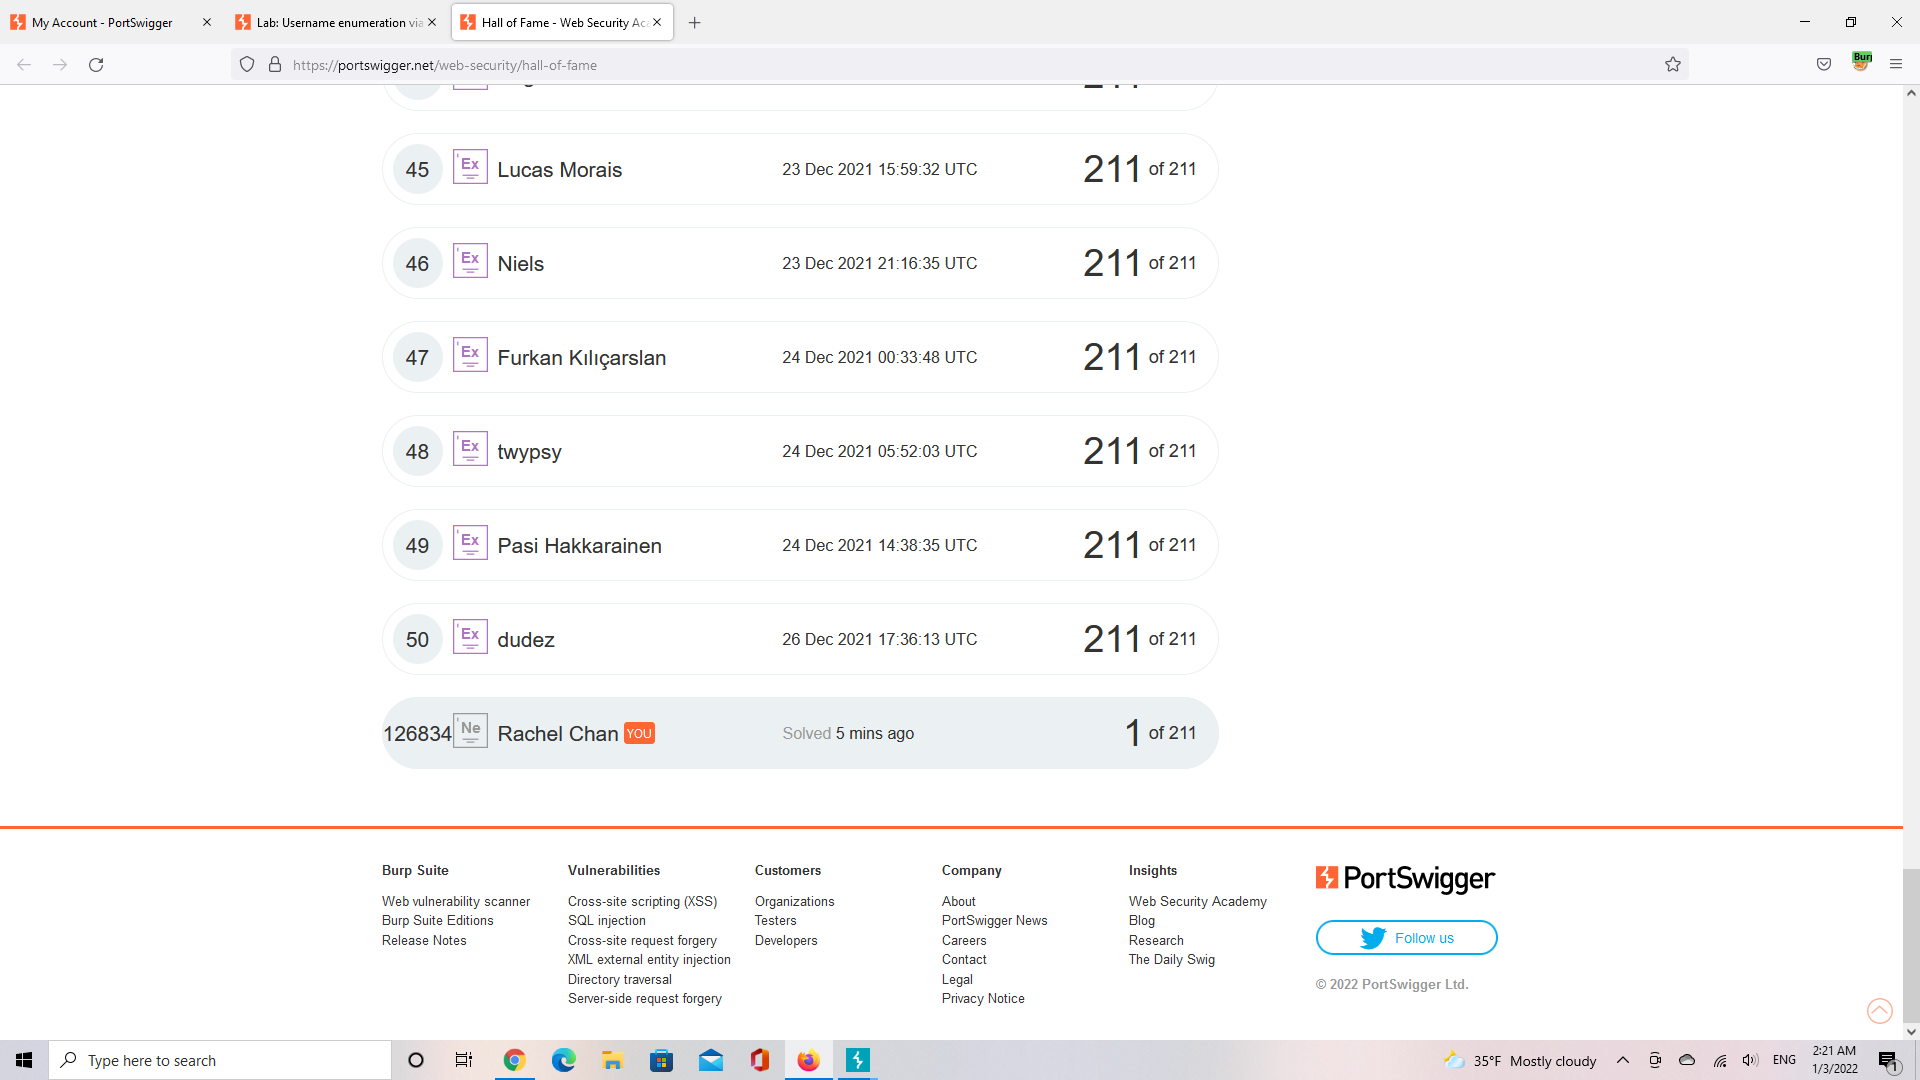 My Account - PortSwigger
Lab: Username enumeration via
Hall of Fame - Web Security Aca
https://portswigger.net/web-security/hall-of-fame
Bur
45 Ex Lucas Morais 23 Dec 2021 15:59:32 UTC 211 of 211
46 Ex Niels 23 Dec 2021 21:16:35 UTC 211 of 211
47 Ex Furkan Kılıçarslan 24 Dec 2021 00:33:48 UTC 211 of 211
48 Ex twypsy 24 Dec 2021 05:52:03 UTC 211 of 211
49 Ex Pasi Hakkarainen 24 Dec 2021 14:38:35 UTC 211 of 211
50 Ex dudez 26 Dec 2021 17:36:13 UTC 211 of 211
126834 Ne Rachel Chan YOU Solved 5 mins ago 1 of 211
Burp Suite
Web vulnerability scanner
Burp Suite Editions
Release Notes
Vulnerabilities
Cross-site scripting (XSS)
SQL injection
Cross-site request forgery
XML external entity injection
Directory traversal
Server-side request forgery
Customers
Organizations
Testers
Developers
Company
About
PortSwigger News
Careers
Contact
Legal
Privacy Notice
Insights
Web Security Academy
Blog
Research
The Daily Swig
PortSwigger
Follow us
© 2022 PortSwigger Ltd.
Type here to search
35°F Mostly cloudy
ENG
2:21 AM
1/3/2022
1